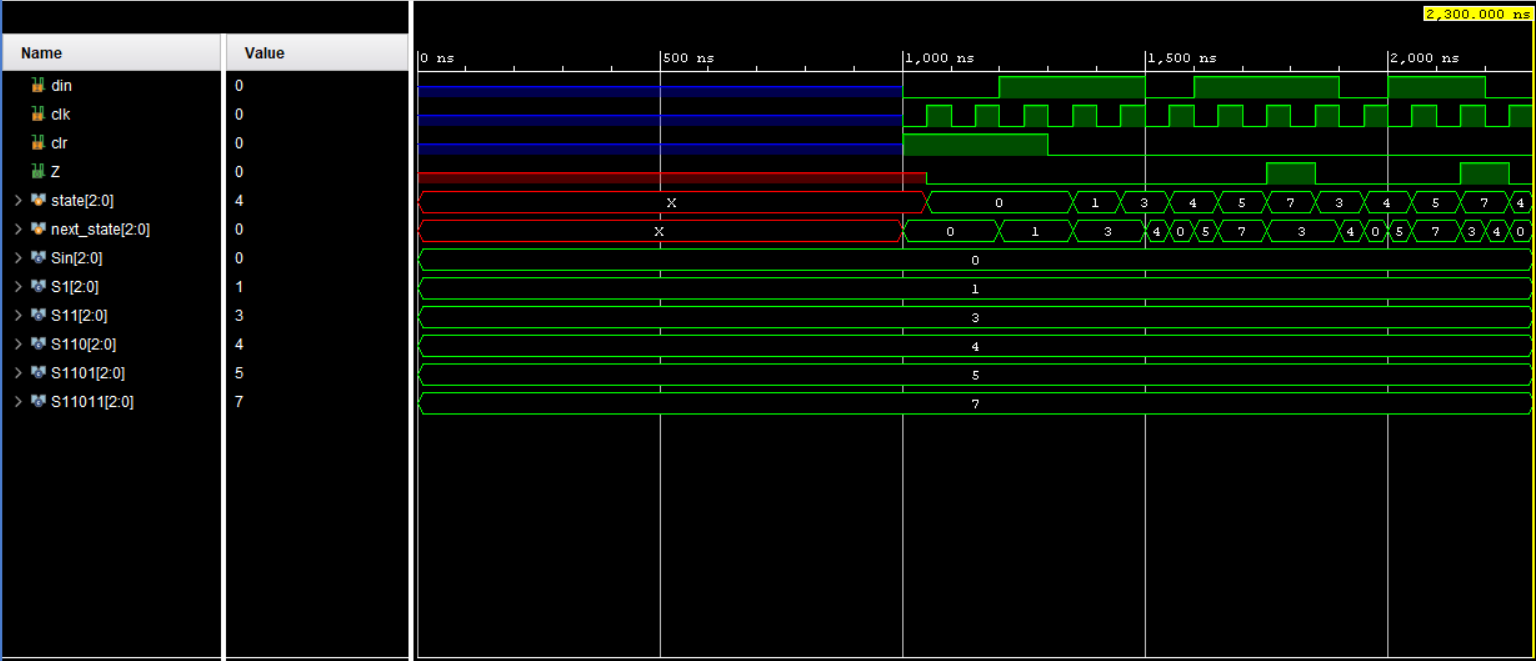 2,300.000 ns
Name Value
0 ns 500 ns 1,000 ns 1,500 ns 2,000 ns
din 0
clk 0
clr 0
Z 0
state[2:0] 4 X 0 1 3 4 5 7 3 4 5 7 4
next_state[2:0] 0 X 0 1 3 4 0 5 7 3 4 0 5 7 3 4 0
Sin[2:0] 0 0
S1[2:0] 1 1
S11[2:0] 3 3
S110[2:0] 4 4
S1101[2:0] 5 5
S11011[2:0] 7 7